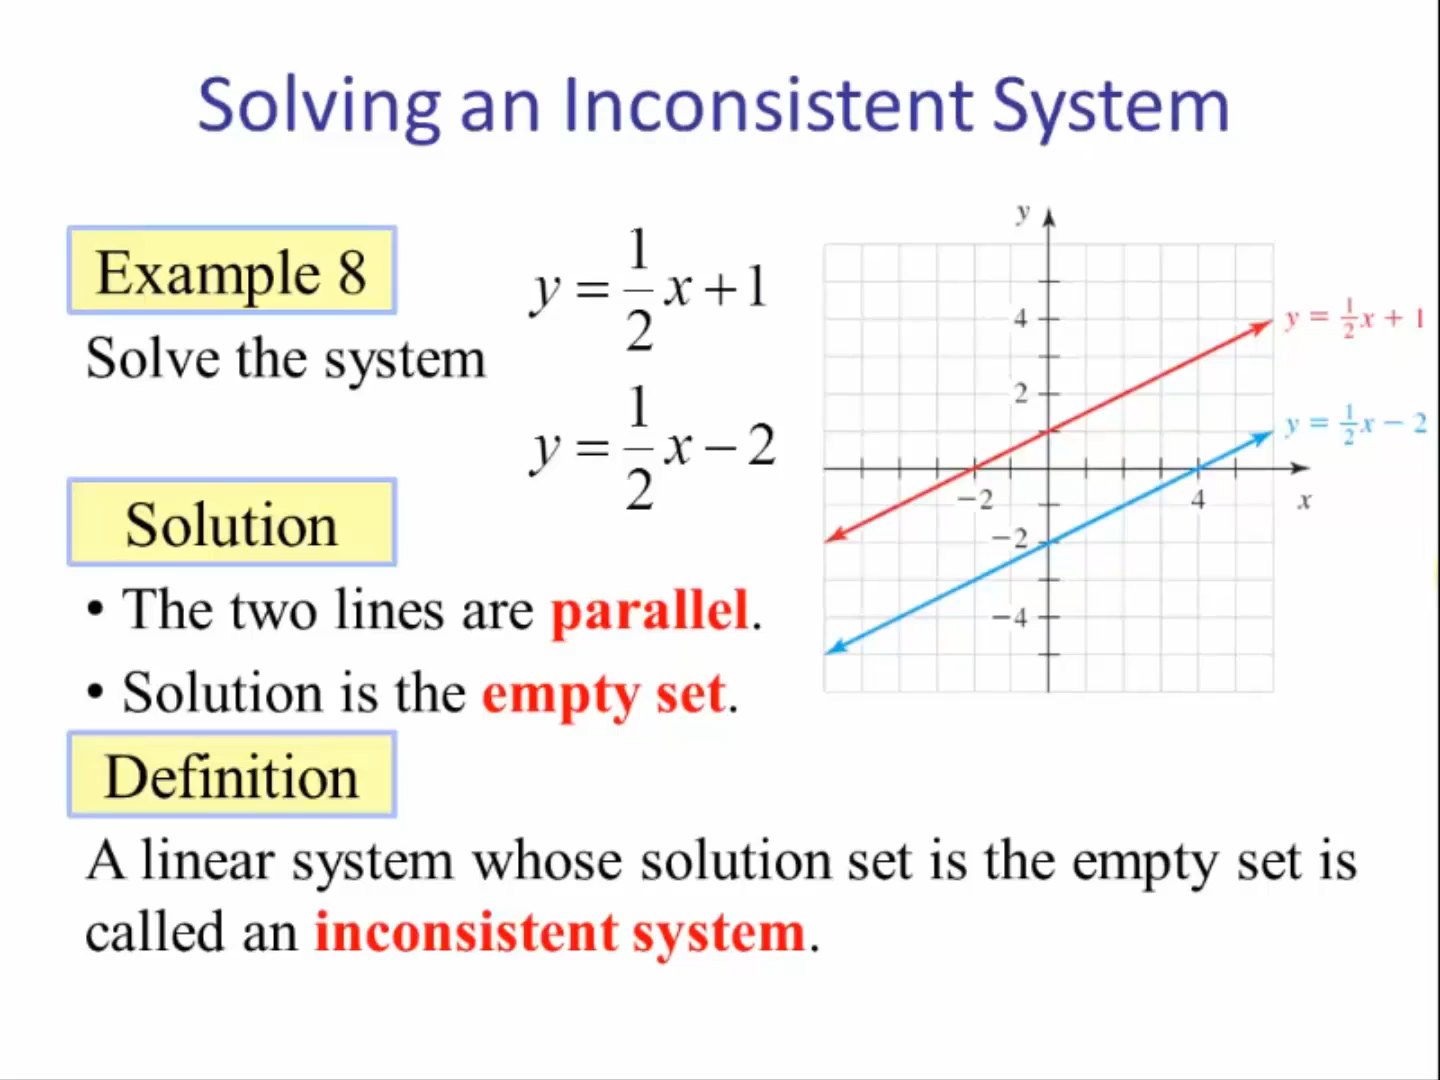 Solving an Inconsistent System
Example 8
Solve the system
y = 1/2 x + 1
y = 1/2 x − 2
Solution
• The two lines are parallel.
• Solution is the empty set.
Definition
A linear system whose solution set is the empty set is
called an inconsistent system.
y
4
2
−2
4
x
−2
−4
y = 1/2 x + 1
y = 1/2 x − 2